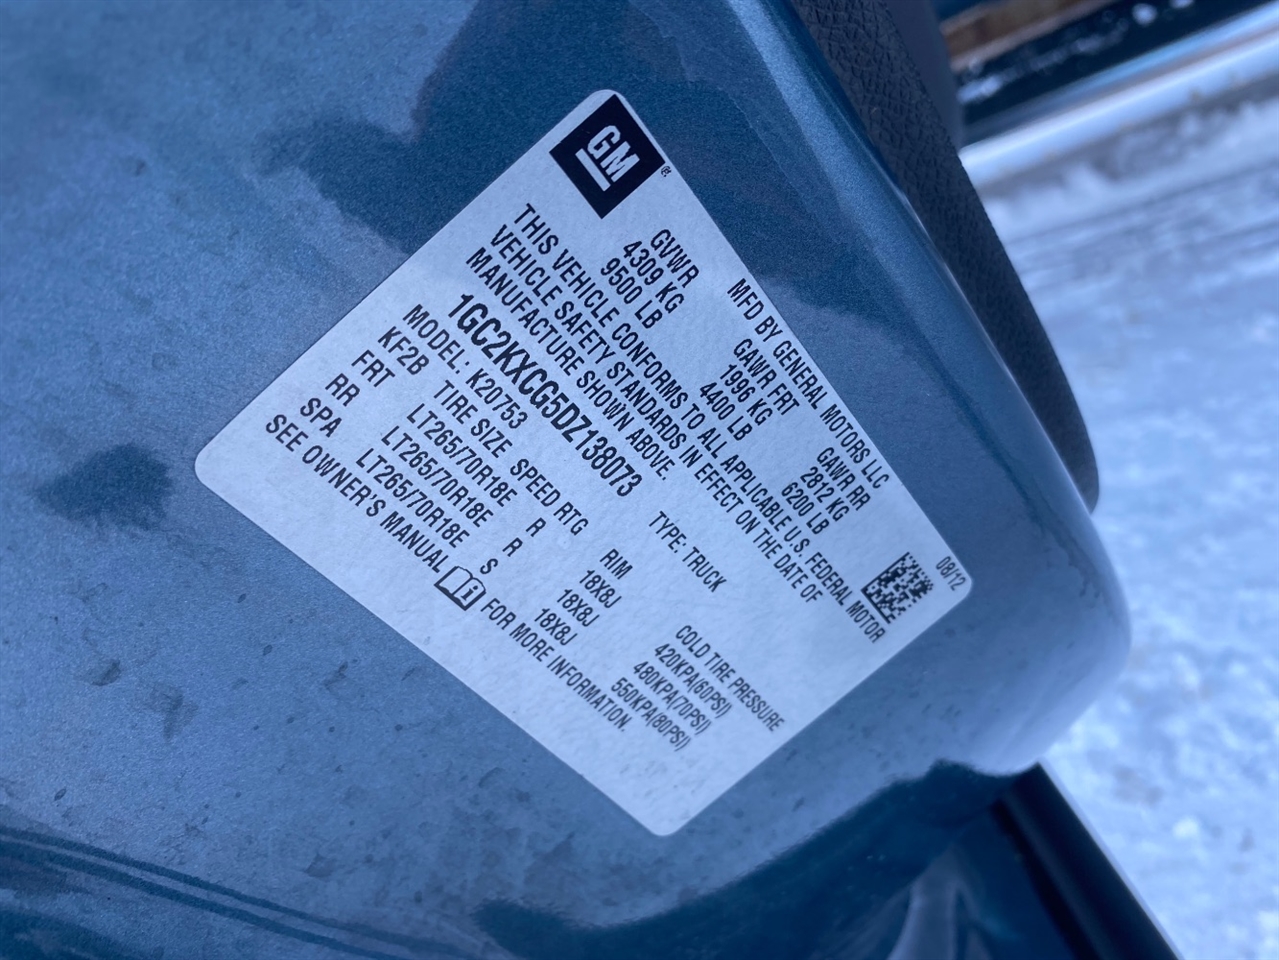 GM
MFD BY GENERAL MOTORS LLC
08/12
GVWR GAWR FRT GAWR RR
4309 KG 1996 KG 2812 KG
9500 LB 4400 LB 6200 LB
THIS VEHICLE CONFORMS TO ALL APPLICABLE U.S. FEDERAL MOTOR
VEHICLE SAFETY STANDARDS IN EFFECT ON THE DATE OF
MANUFACTURE SHOWN ABOVE.
1GC2KXCG5DZ138073 TYPE: TRUCK
MODEL: K20753
KF2B TIRE SIZE SPEED RTG RIM COLD TIRE PRESSURE
FRT LT265/70R18E R 18X8J 420KPA(60PSI)
RR LT265/70R18E R 18X8J 480KPA(70PSI)
SPA LT265/70R18E S 18X8J 550KPA(80PSI)
SEE OWNER'S MANUAL FOR MORE INFORMATION.